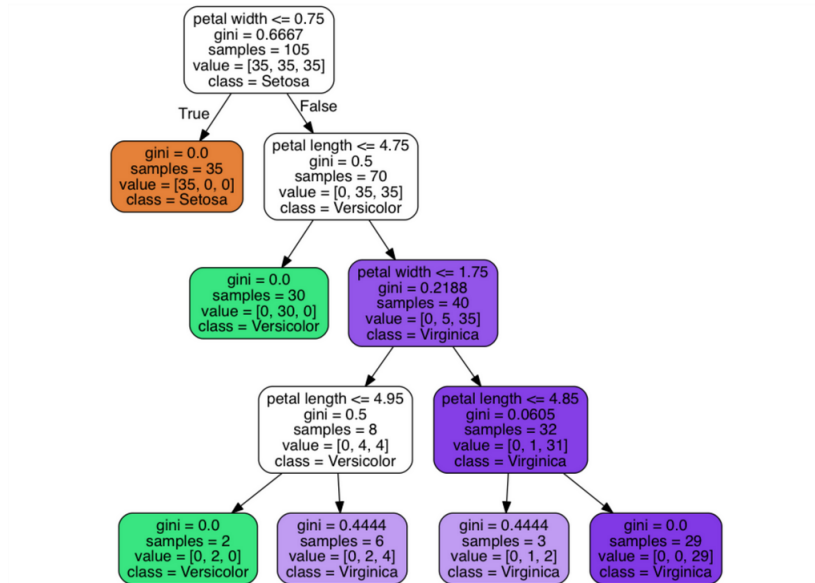 petal width <= 0.75
gini = 0.6667
samples = 105
value = [35, 35, 35]
class = Setosa
True
False
gini = 0.0
samples = 35
value = [35, 0, 0]
class = Setosa
petal length <= 4.75
gini = 0.5
samples = 70
value = [0, 35, 35]
class = Versicolor
gini = 0.0
samples = 30
value = [0, 30, 0]
class = Versicolor
petal width <= 1.75
gini = 0.2188
samples = 40
value = [0, 5, 35]
class = Virginica
petal length <= 4.95
gini = 0.5
samples = 8
value = [0, 4, 4]
class = Versicolor
petal length <= 4.85
gini = 0.0605
samples = 32
value = [0, 1, 31]
class = Virginica
gini = 0.0
samples = 2
value = [0, 2, 0]
class = Versicolor
gini = 0.4444
samples = 6
value = [0, 2, 4]
class = Virginica
gini = 0.4444
samples = 3
value = [0, 1, 2]
class = Virginica
gini = 0.0
samples = 29
value = [0, 0, 29]
class = Virginica